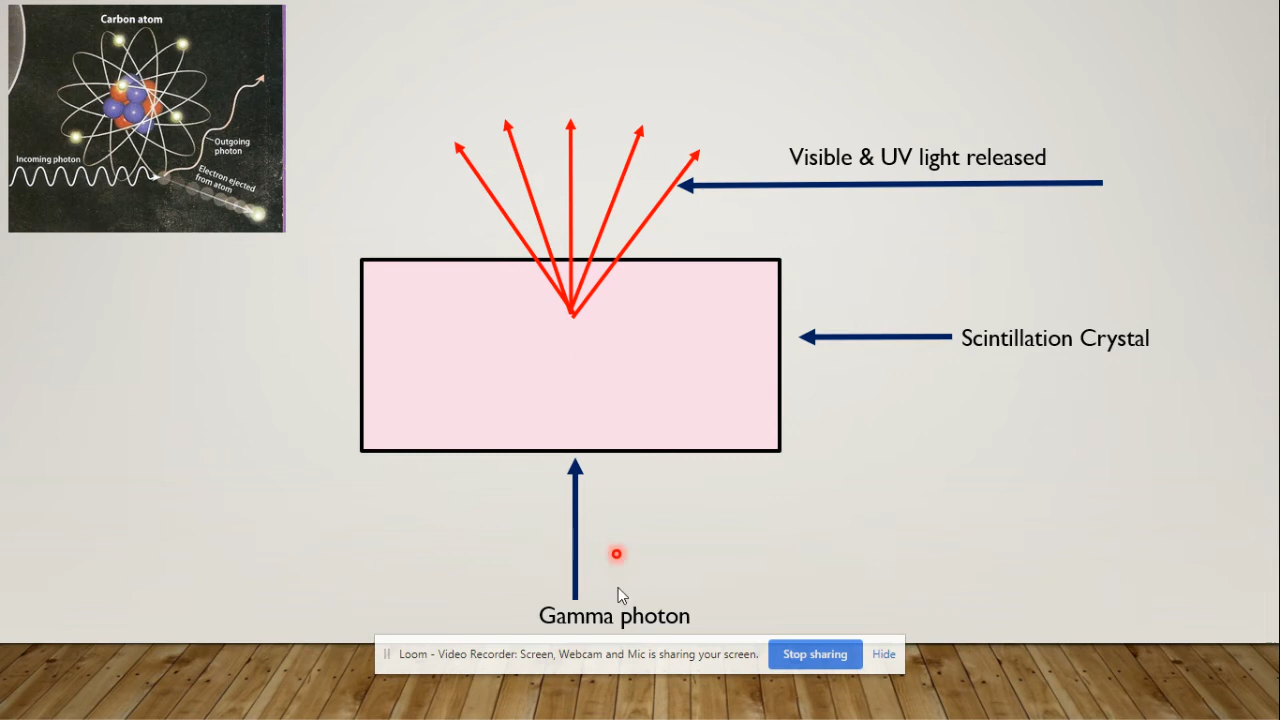 Carbon atom
Incoming photon
Outgoing
photon
Electron ejected
from atom
Visible & UV light released
Scintillation Crystal
Gamma photon
Loom - Video Recorder: Screen, Webcam and Mic is sharing your screen.
Stop sharing
Hide